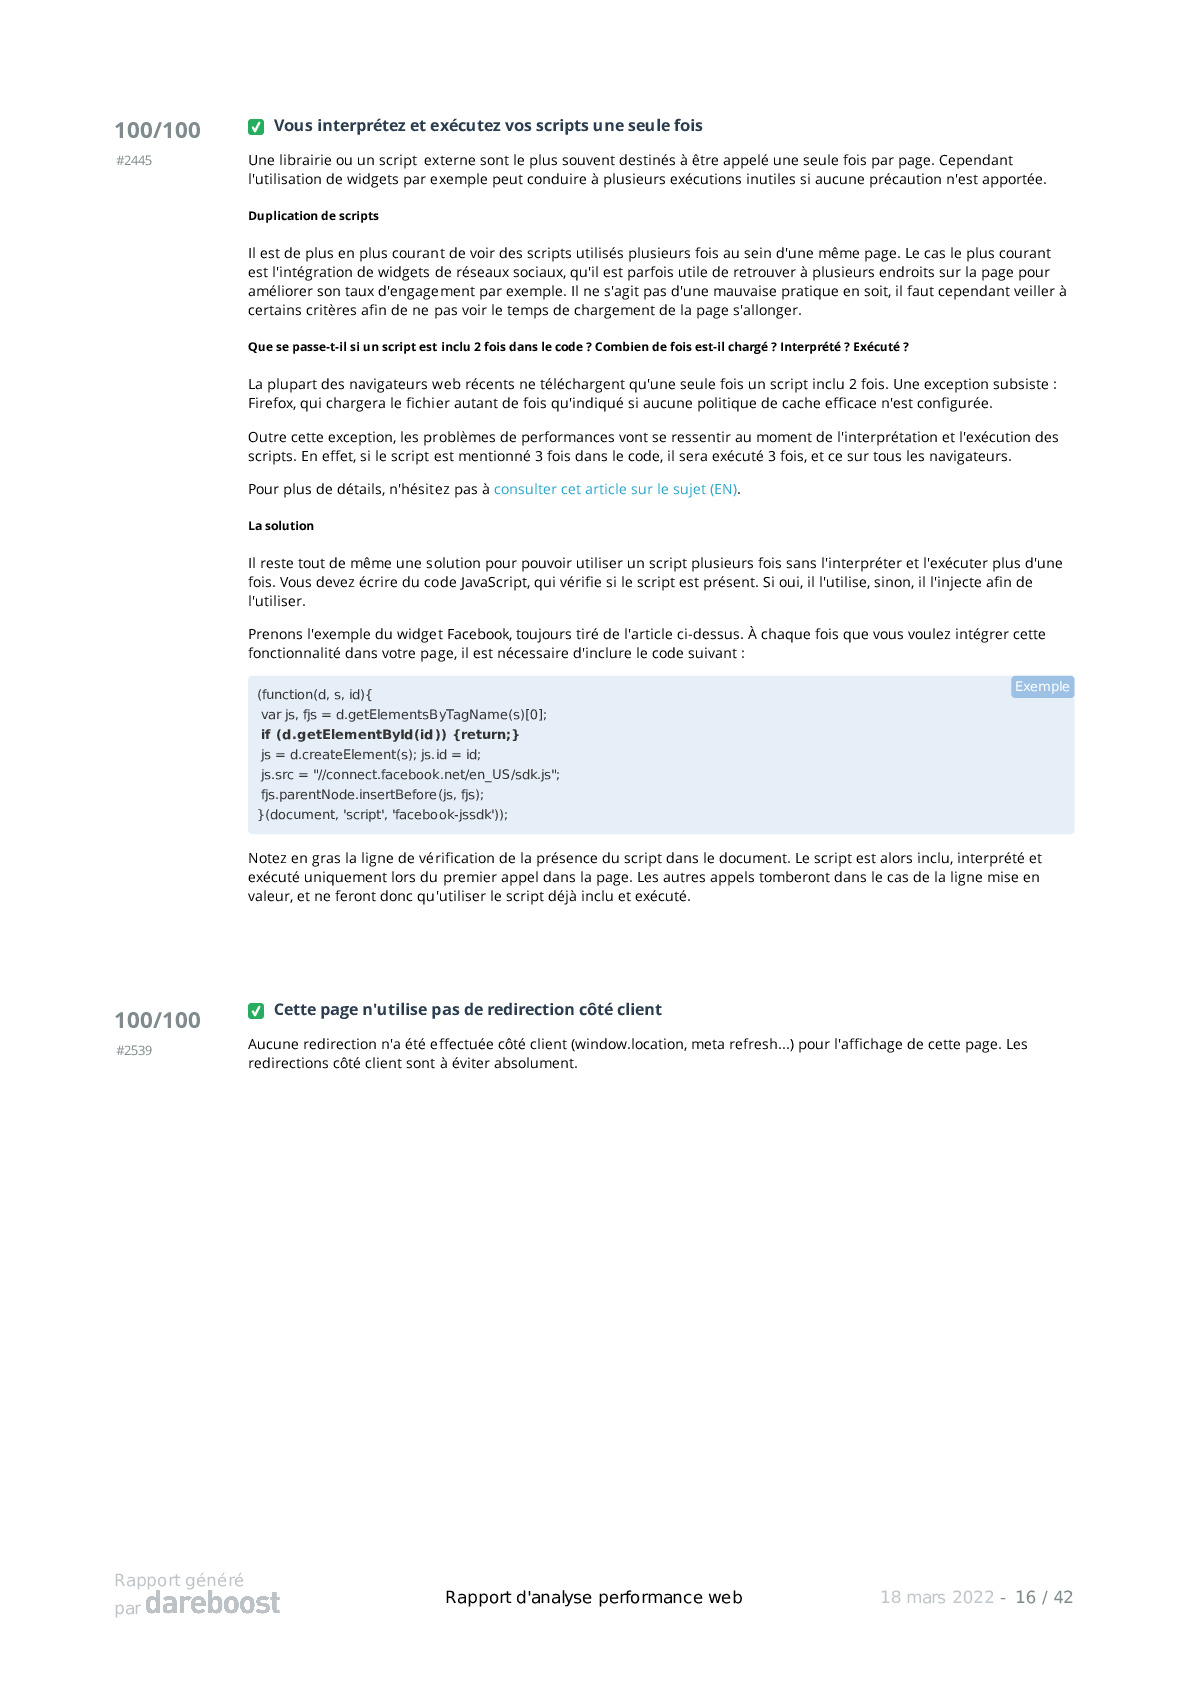 100/100
#2445
Vous interprétez et exécutez vos scripts une seule fois
Une librairie ou un script externe sont le plus souvent destinés à être appelé une seule fois par page. Cependant
l'utilisation de widgets par exemple peut conduire à plusieurs exécutions inutiles si aucune précaution n'est apportée.
Duplication de scripts
Il est de plus en plus courant de voir des scripts utilisés plusieurs fois au sein d'une même page. Le cas le plus courant
est l'intégration de widgets de réseaux sociaux, qu'il est parfois utile de retrouver à plusieurs endroits sur la page pour
améliorer son taux d'engagement par exemple. Il ne s'agit pas d'une mauvaise pratique en soit, il faut cependant veiller à
certains critères afin de ne pas voir le temps de chargement de la page s'allonger.
Que se passe-t-il si un script est inclu 2 fois dans le code ? Combien de fois est-il chargé ? Interprété ? Exécuté ?
La plupart des navigateurs web récents ne téléchargent qu'une seule fois un script inclu 2 fois. Une exception subsiste :
Firefox, qui chargera le fichier autant de fois qu'indiqué si aucune politique de cache efficace n'est configurée.
Outre cette exception, les problèmes de performances vont se ressentir au moment de l'interprétation et l'exécution des
scripts. En effet, si le script est mentionné 3 fois dans le code, il sera exécuté 3 fois, et ce sur tous les navigateurs.
Pour plus de détails, n'hésitez pas à consulter cet article sur le sujet (EN).
La solution
Il reste tout de même une solution pour pouvoir utiliser un script plusieurs fois sans l'interpréter et l'exécuter plus d'une
fois. Vous devez écrire du code JavaScript, qui vérifie si le script est présent. Si oui, il l'utilise, sinon, il l'injecte afin de
l'utiliser.
Prenons l'exemple du widget Facebook, toujours tiré de l'article ci-dessus. À chaque fois que vous voulez intégrer cette
fonctionnalité dans votre page, il est nécessaire d'inclure le code suivant :
Exemple
(function(d, s, id){
var js, fjs = d.getElementsByTagName(s)[0];
if (d.getElementById(id)) {return;}
js = d.createElement(s); js.id = id;
js.src = "//connect.facebook.net/en_US/sdk.js";
fjs.parentNode.insertBefore(js, fjs);
}(document, 'script', 'facebook-jssdk'));
Notez en gras la ligne de vérification de la présence du script dans le document. Le script est alors inclu, interprété et
exécuté uniquement lors du premier appel dans la page. Les autres appels tomberont dans le cas de la ligne mise en
valeur, et ne feront donc qu'utiliser le script déjà inclu et exécuté.
100/100
#2539
Cette page n'utilise pas de redirection côté client
Aucune redirection n'a été effectuée côté client (window.location, meta refresh...) pour l'affichage de cette page. Les
redirections côté client sont à éviter absolument.
Rapport généré
par dareboost
Rapport d'analyse performance web
18 mars 2022 - 16 / 42